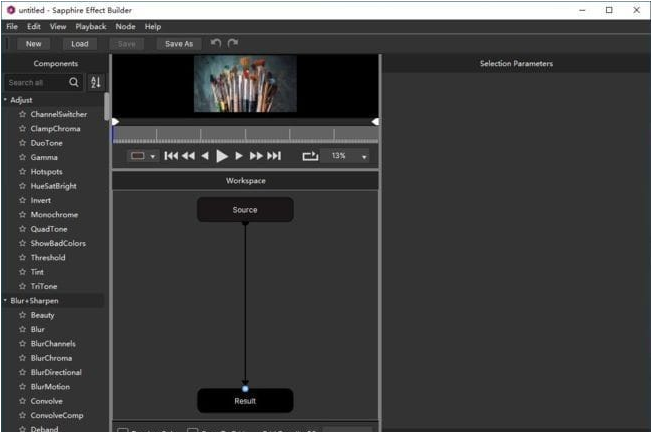 untitled - Sapphire Effect Builder
File Edit View Playback Node Help
New Load Save Save As
Components
Search all
Adjust
ChannelSwitcher
ClampChroma
DuoTone
Gamma
Hotspots
HueSatBright
Invert
Monochrome
QuadTone
ShowBadColors
Threshold
Tint
TriTone
Blur+Sharpen
Beauty
Blur
BlurChannels
BlurChroma
BlurDirectional
BlurMotion
Convolve
ConvolveComp
Deband
13%
Workspace
Source
Result
Selection Parameters